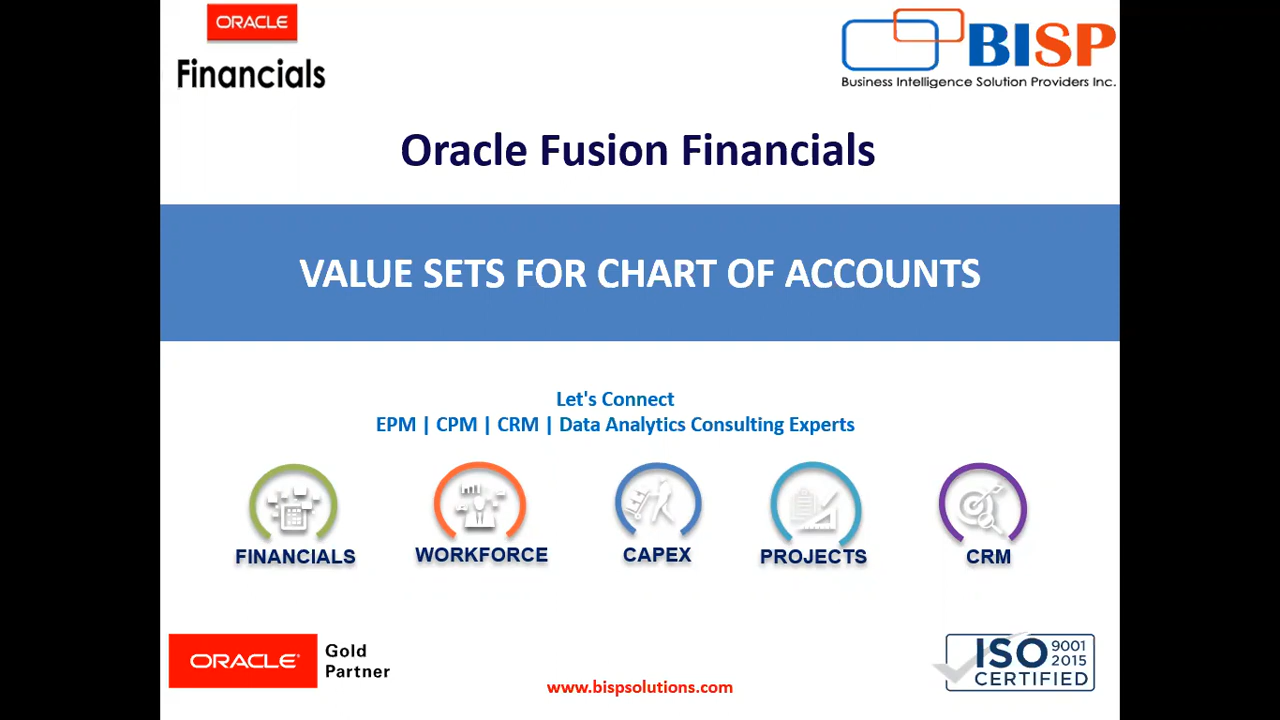 ORACLE
Financials
BISP
Business Intelligence Solution Providers Inc.
Oracle Fusion Financials
VALUE SETS FOR CHART OF ACCOUNTS
Let's Connect
EPM | CPM | CRM | Data Analytics Consulting Experts
FINANCIALS
WORKFORCE
CAPEX
PROJECTS
CRM
ORACLE®
Gold
Partner
www.bispsolutions.com
ISO 9001
2015
CERTIFIED